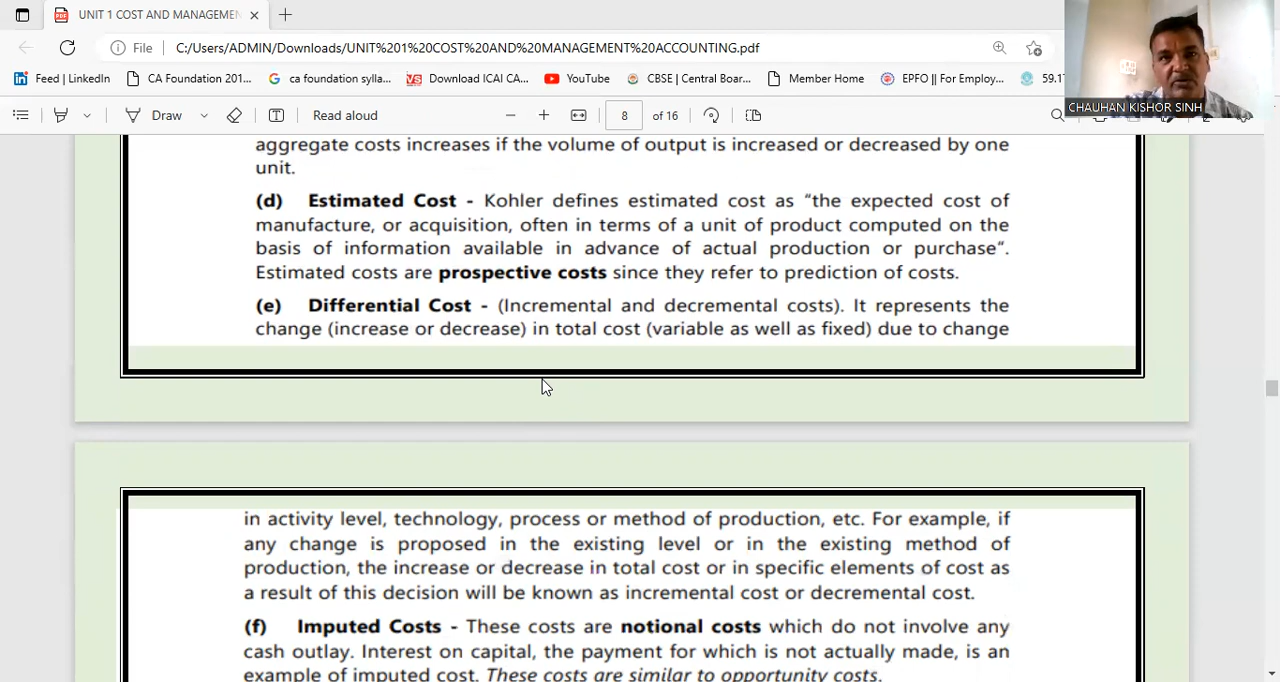 UNIT 1 COST AND MANAGEMEN
File
C:/Users/ADMIN/Downloads/UNIT%201%20COST%20AND%20MANAGEMENT%20ACCOUNTING.pdf
Feed | LinkedIn
CA Foundation 201...
ca foundation sylla...
Download ICAI CA...
YouTube
CBSE | Central Boar...
Member Home
EPFO || For Employ...
59.1
CHAUHAN KISHOR SINH
Draw
Read aloud
8
of 16
aggregate costs increases if the volume of output is increased or decreased by one
unit.
(d) Estimated Cost - Kohler defines estimated cost as “the expected cost of
manufacture, or acquisition, often in terms of a unit of product computed on the
basis of information available in advance of actual production or purchase“.
Estimated costs are prospective costs since they refer to prediction of costs.
(e) Differential Cost - (Incremental and decremental costs). It represents the
change (increase or decrease) in total cost (variable as well as fixed) due to change
in activity level, technology, process or method of production, etc. For example, if
any change is proposed in the existing level or in the existing method of
production, the increase or decrease in total cost or in specific elements of cost as
a result of this decision will be known as incremental cost or decremental cost.
(f) Imputed Costs - These costs are notional costs which do not involve any
cash outlay. Interest on capital, the payment for which is not actually made, is an
example of imputed cost. These costs are similar to opportunity costs.